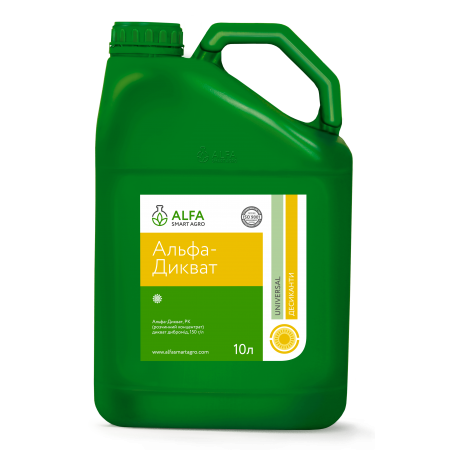 ALFA
ALFA
SMART AGRO
Альфа-
Дикват
UNIVERSAL
ДЕСИКАНТИ
Альфа-Дикват, РК
(розчинний концентрат)
дикват дибромід, 150 г/л
www.alfasmartagro.com
10л